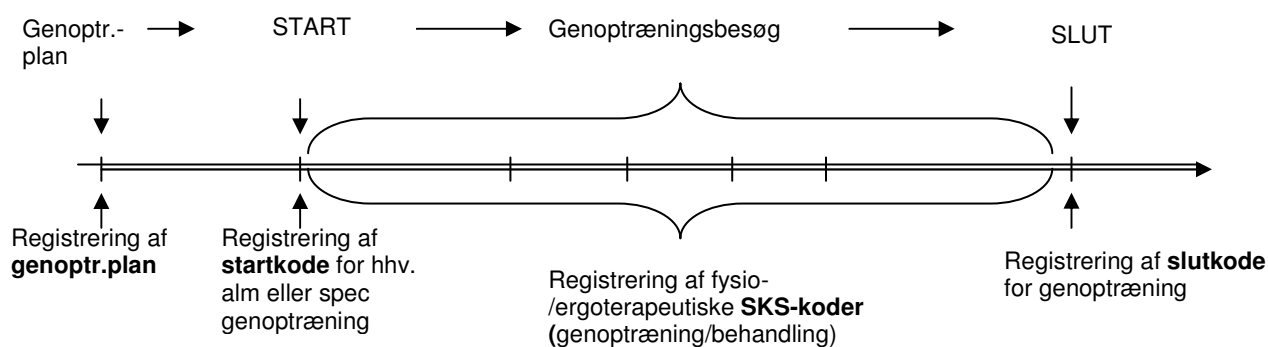 Genoptr.-
plan
START
Genoptræningsbesøg
SLUT
Registrering af
genoptr.plan
Registrering af
startkode for hhv.
alm eller spec
genoptræning
Registrering af fysio-
/ergoterapeutiske SKS-koder
(genoptræning/behandling)
Registrering af slutkode
for genoptræning